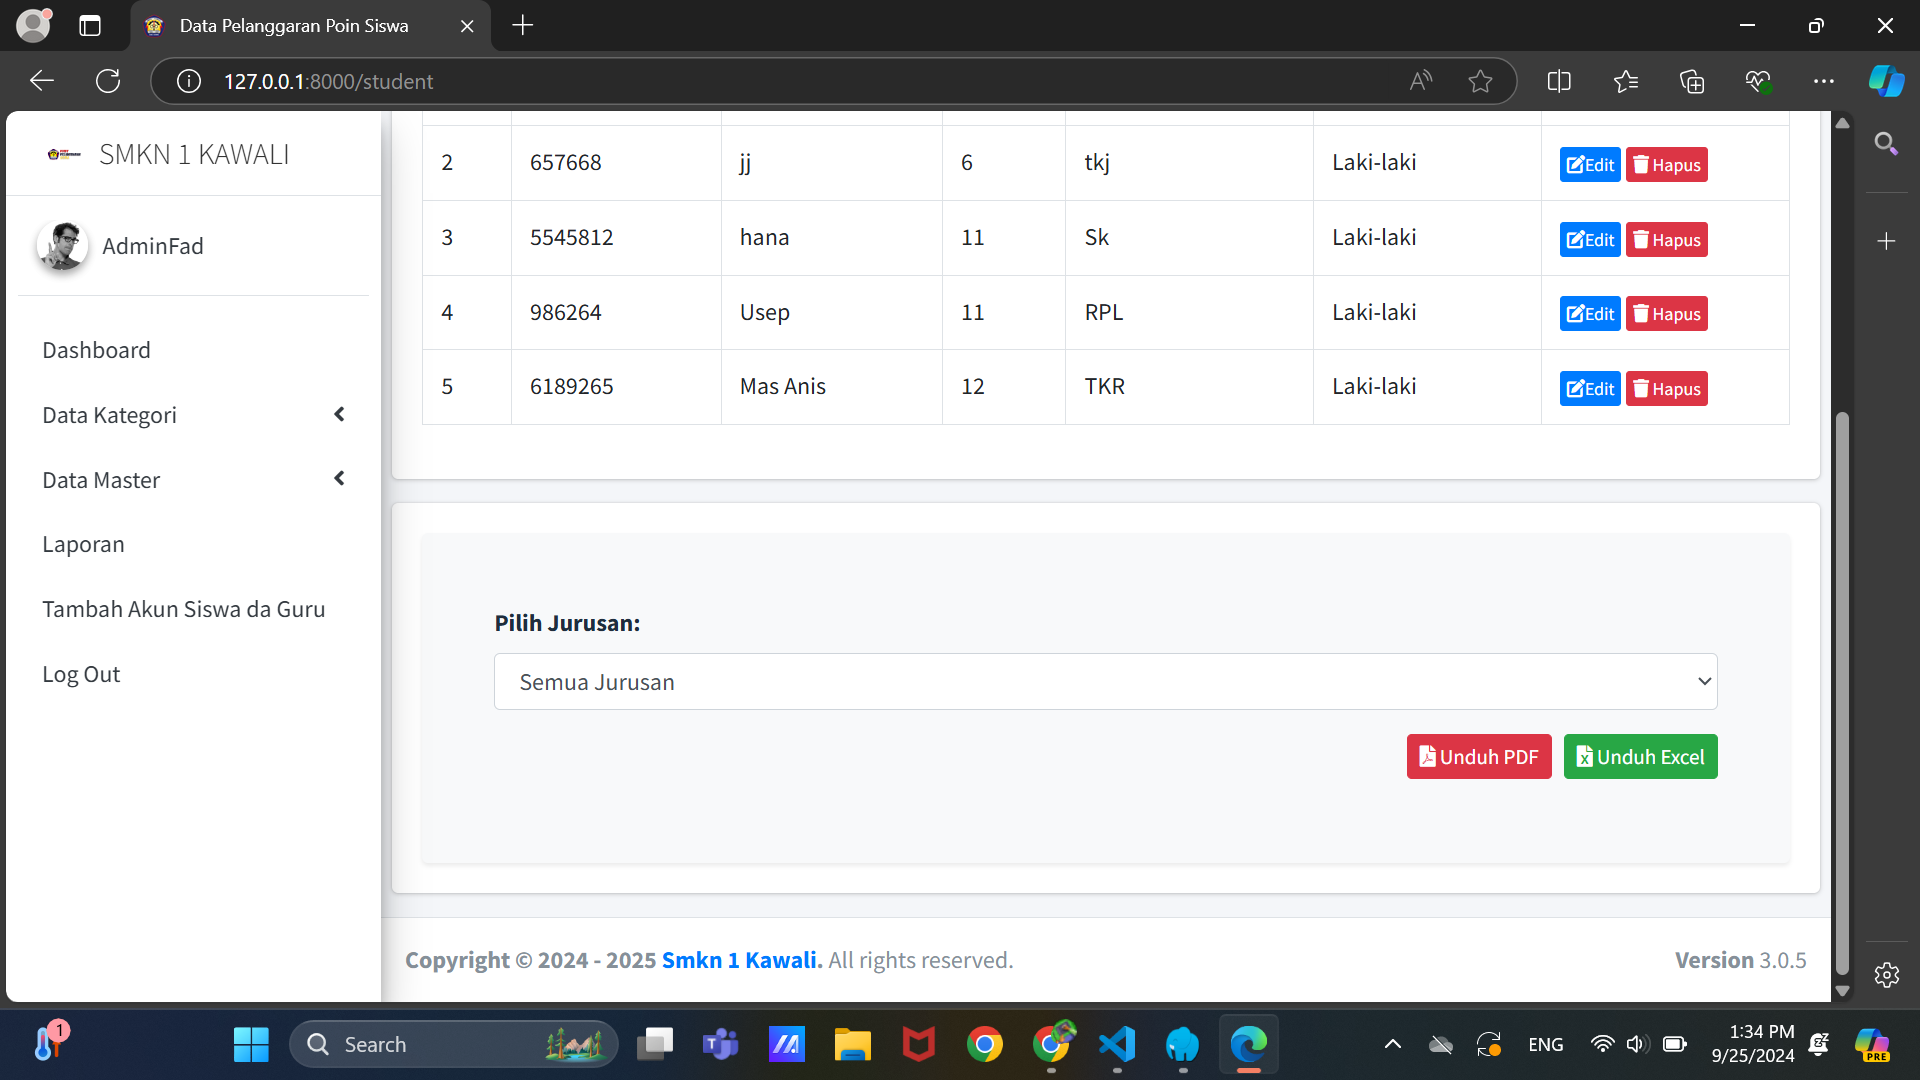 Data Pelanggaran Poin Siswa
127.0.0.1:8000/student
SMKN 1 KAWALI
AdminFad
Dashboard
Data Kategori
Data Master
Laporan
Tambah Akun Siswa da Guru
Log Out
2 657668 jj 6 tkj Laki-laki Edit Hapus
3 5545812 hana 11 Sk Laki-laki Edit Hapus
4 986264 Usep 11 RPL Laki-laki Edit Hapus
5 6189265 Mas Anis 12 TKR Laki-laki Edit Hapus
Pilih Jurusan:
Semua Jurusan
Unduh PDF Unduh Excel
Copyright © 2024 - 2025 Smkn 1 Kawali. All rights reserved.
Version 3.0.5
1
Search
ENG
1:34 PM
9/25/2024
PRE